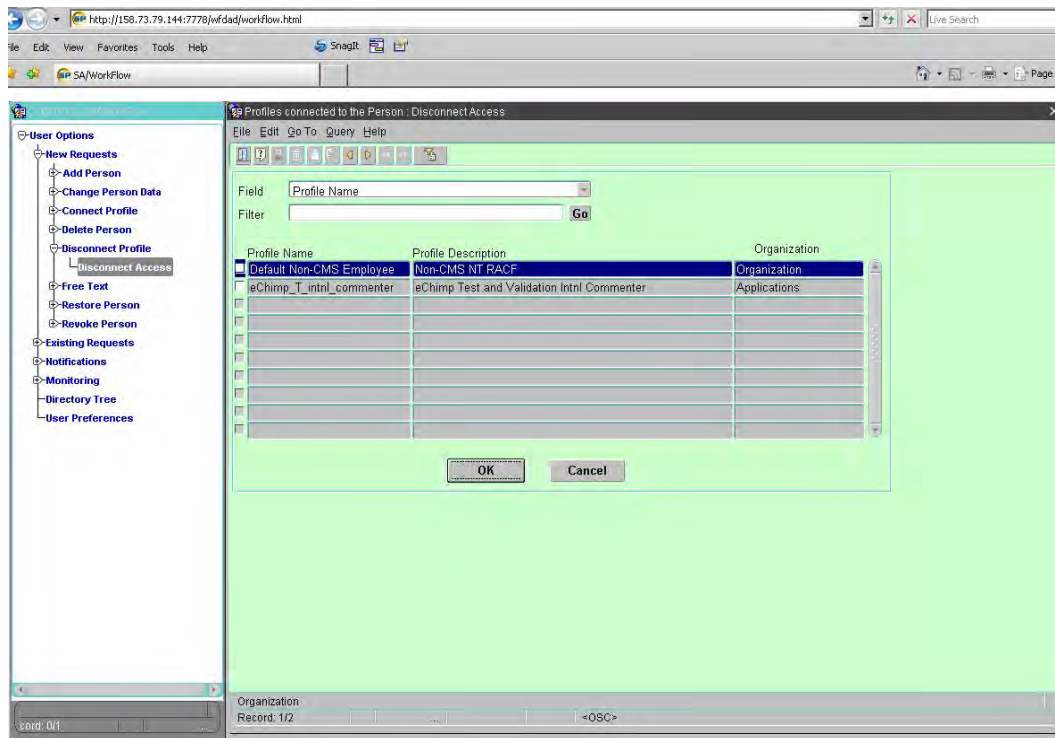 http://158.73.79.144:7778/wfdad/workflow.html
Live Search
File Edit View Favorites Tools Help
SnagIt
SA/WorkFlow
Page
Profiles connected to the Person : Disconnect Access
File Edit Go To Query Help
User Options
New Requests
Add Person
Change Person Data
Connect Profile
Delete Person
Disconnect Profile
Disconnect Access
Free Text
Restore Person
Revoke Person
Existing Requests
Notifications
Monitoring
Directory Tree
User Preferences
Field Profile Name
Filter Go
Profile Name Profile Description Organization
Default Non-CMS Employee Non-CMS NT RACF Organization
eChimp_T_intnl_commenter eChimp Test and Validation Intnl Commenter Applications
OK Cancel
Organization
Record: 1/2 ... <OSC>
cord: 0/1